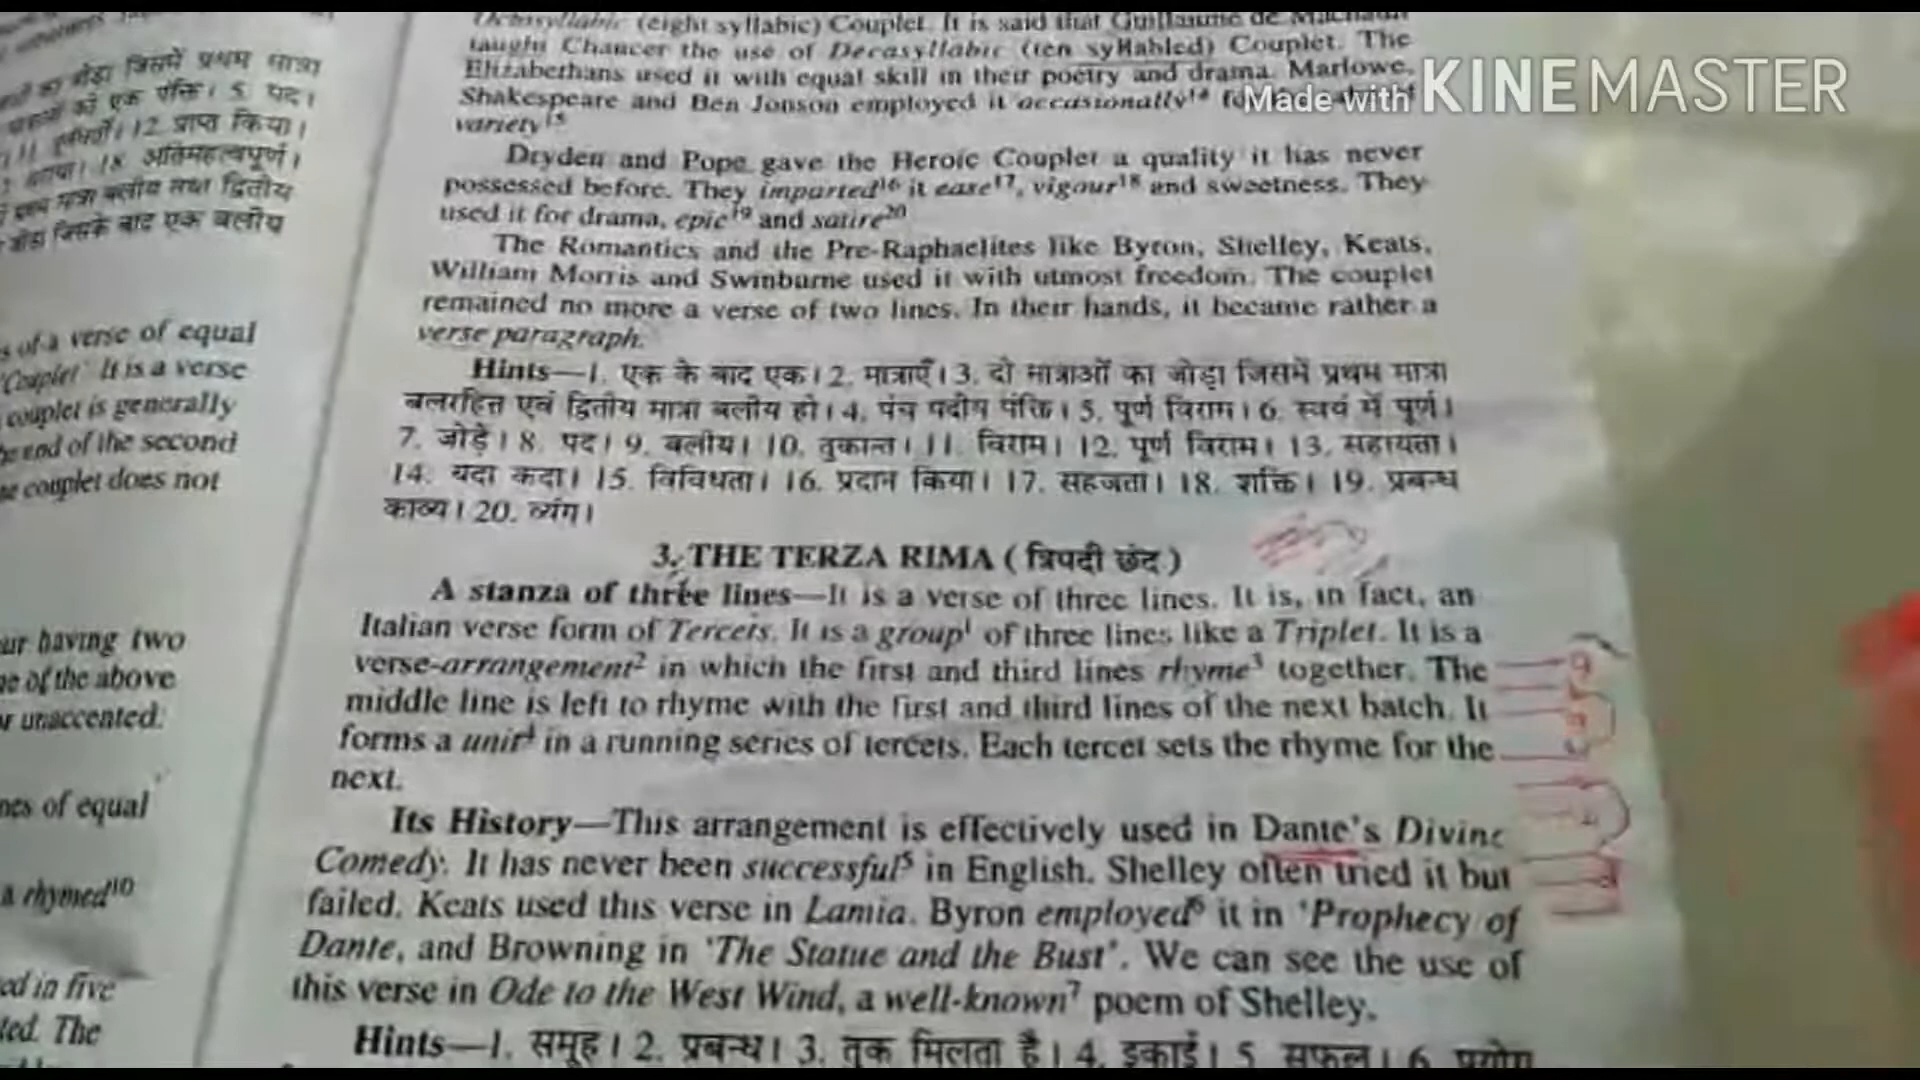 Made with KINEMASTER
का जोड़ा जिसमें प्रथम मात्रा
की एक पंक्ति। 5. पद।
12. प्राप्त किया।
18. अतिमहत्वपूर्ण।
प्रथम मात्रा बलीय तथा द्वितीय
जोड़ा जिसके बाद एक बलीय
of a verse of equal
'Couplet' It is a verse
couplet is generally
end of the second
couplet does not
having two
of the above
r unaccented.
of equal
a rhymed10
in five
The
Octosyllabic (eight syllabic) Couplet. It is said that Guillaume de Machaut
taught Chaucer the use of Decasyllabic (ten syllabled) Couplet. The
Elizabethans used it with equal skill in their poetry and drama. Marlowe,
Shakespeare and Ben Jonson employed it occasionally14
variety15
Dryden and Pope gave the Heroic Couplet a quality it has never
possessed before. They imparted16 it ease17, vigour18 and sweetness. They
used it for drama, epic19 and satire20
The Romantics and the Pre-Raphaelites like Byron, Shelley, Keats,
William Morris and Swinburne used it with utmost freedom. The couplet
remained no more a verse of two lines. In their hands, it became rather a
verse paragraph.
Hints—1. एक के बाद एक। 2. मात्राएँ। 3. दो मात्राओं का जोड़ा जिसमें प्रथम मात्रा
बलरहित एवं द्वितीय मात्रा बलीय हो। 4. पंच पदीय पंक्ति। 5. पूर्ण विराम। 6. स्वयं में पूर्ण।
7. जोड़े। 8. पद। 9. बलीय। 10. तुकान्त। 11. विराम। 12. पूर्ण विराम। 13. सहायता।
14. यदा कदा। 15. विविधता। 16. प्रदान किया। 17. सहजता। 18. शक्ति। 19. प्रबन्ध
काव्य। 20. व्यंग।
3. THE TERZA RIMA ( त्रिपदी छंद )
A stanza of three lines—It is a verse of three lines. It is, in fact, an
Italian verse form of Tercets. It is a group1 of three lines like a Triplet. It is a
verse-arrangement2 in which the first and third lines rhyme3 together. The
middle line is left to rhyme with the first and third lines of the next batch. It
forms a unit4 in a running series of tercets. Each tercet sets the rhyme for the
next.
Its History—This arrangement is effectively used in Dante's Divine
Comedy. It has never been successful5 in English. Shelley often tried it but
failed. Keats used this verse in Lamia. Byron employed6 it in 'Prophecy of
Dante, and Browning in 'The Statue and the Bust'. We can see the use of
this verse in Ode to the West Wind, a well-known7 poem of Shelley.
Hints—1. समूह। 2. प्रबन्ध। 3. तुक मिलता है। 4. इकाई। 5. सफल। 6. प्रयोग